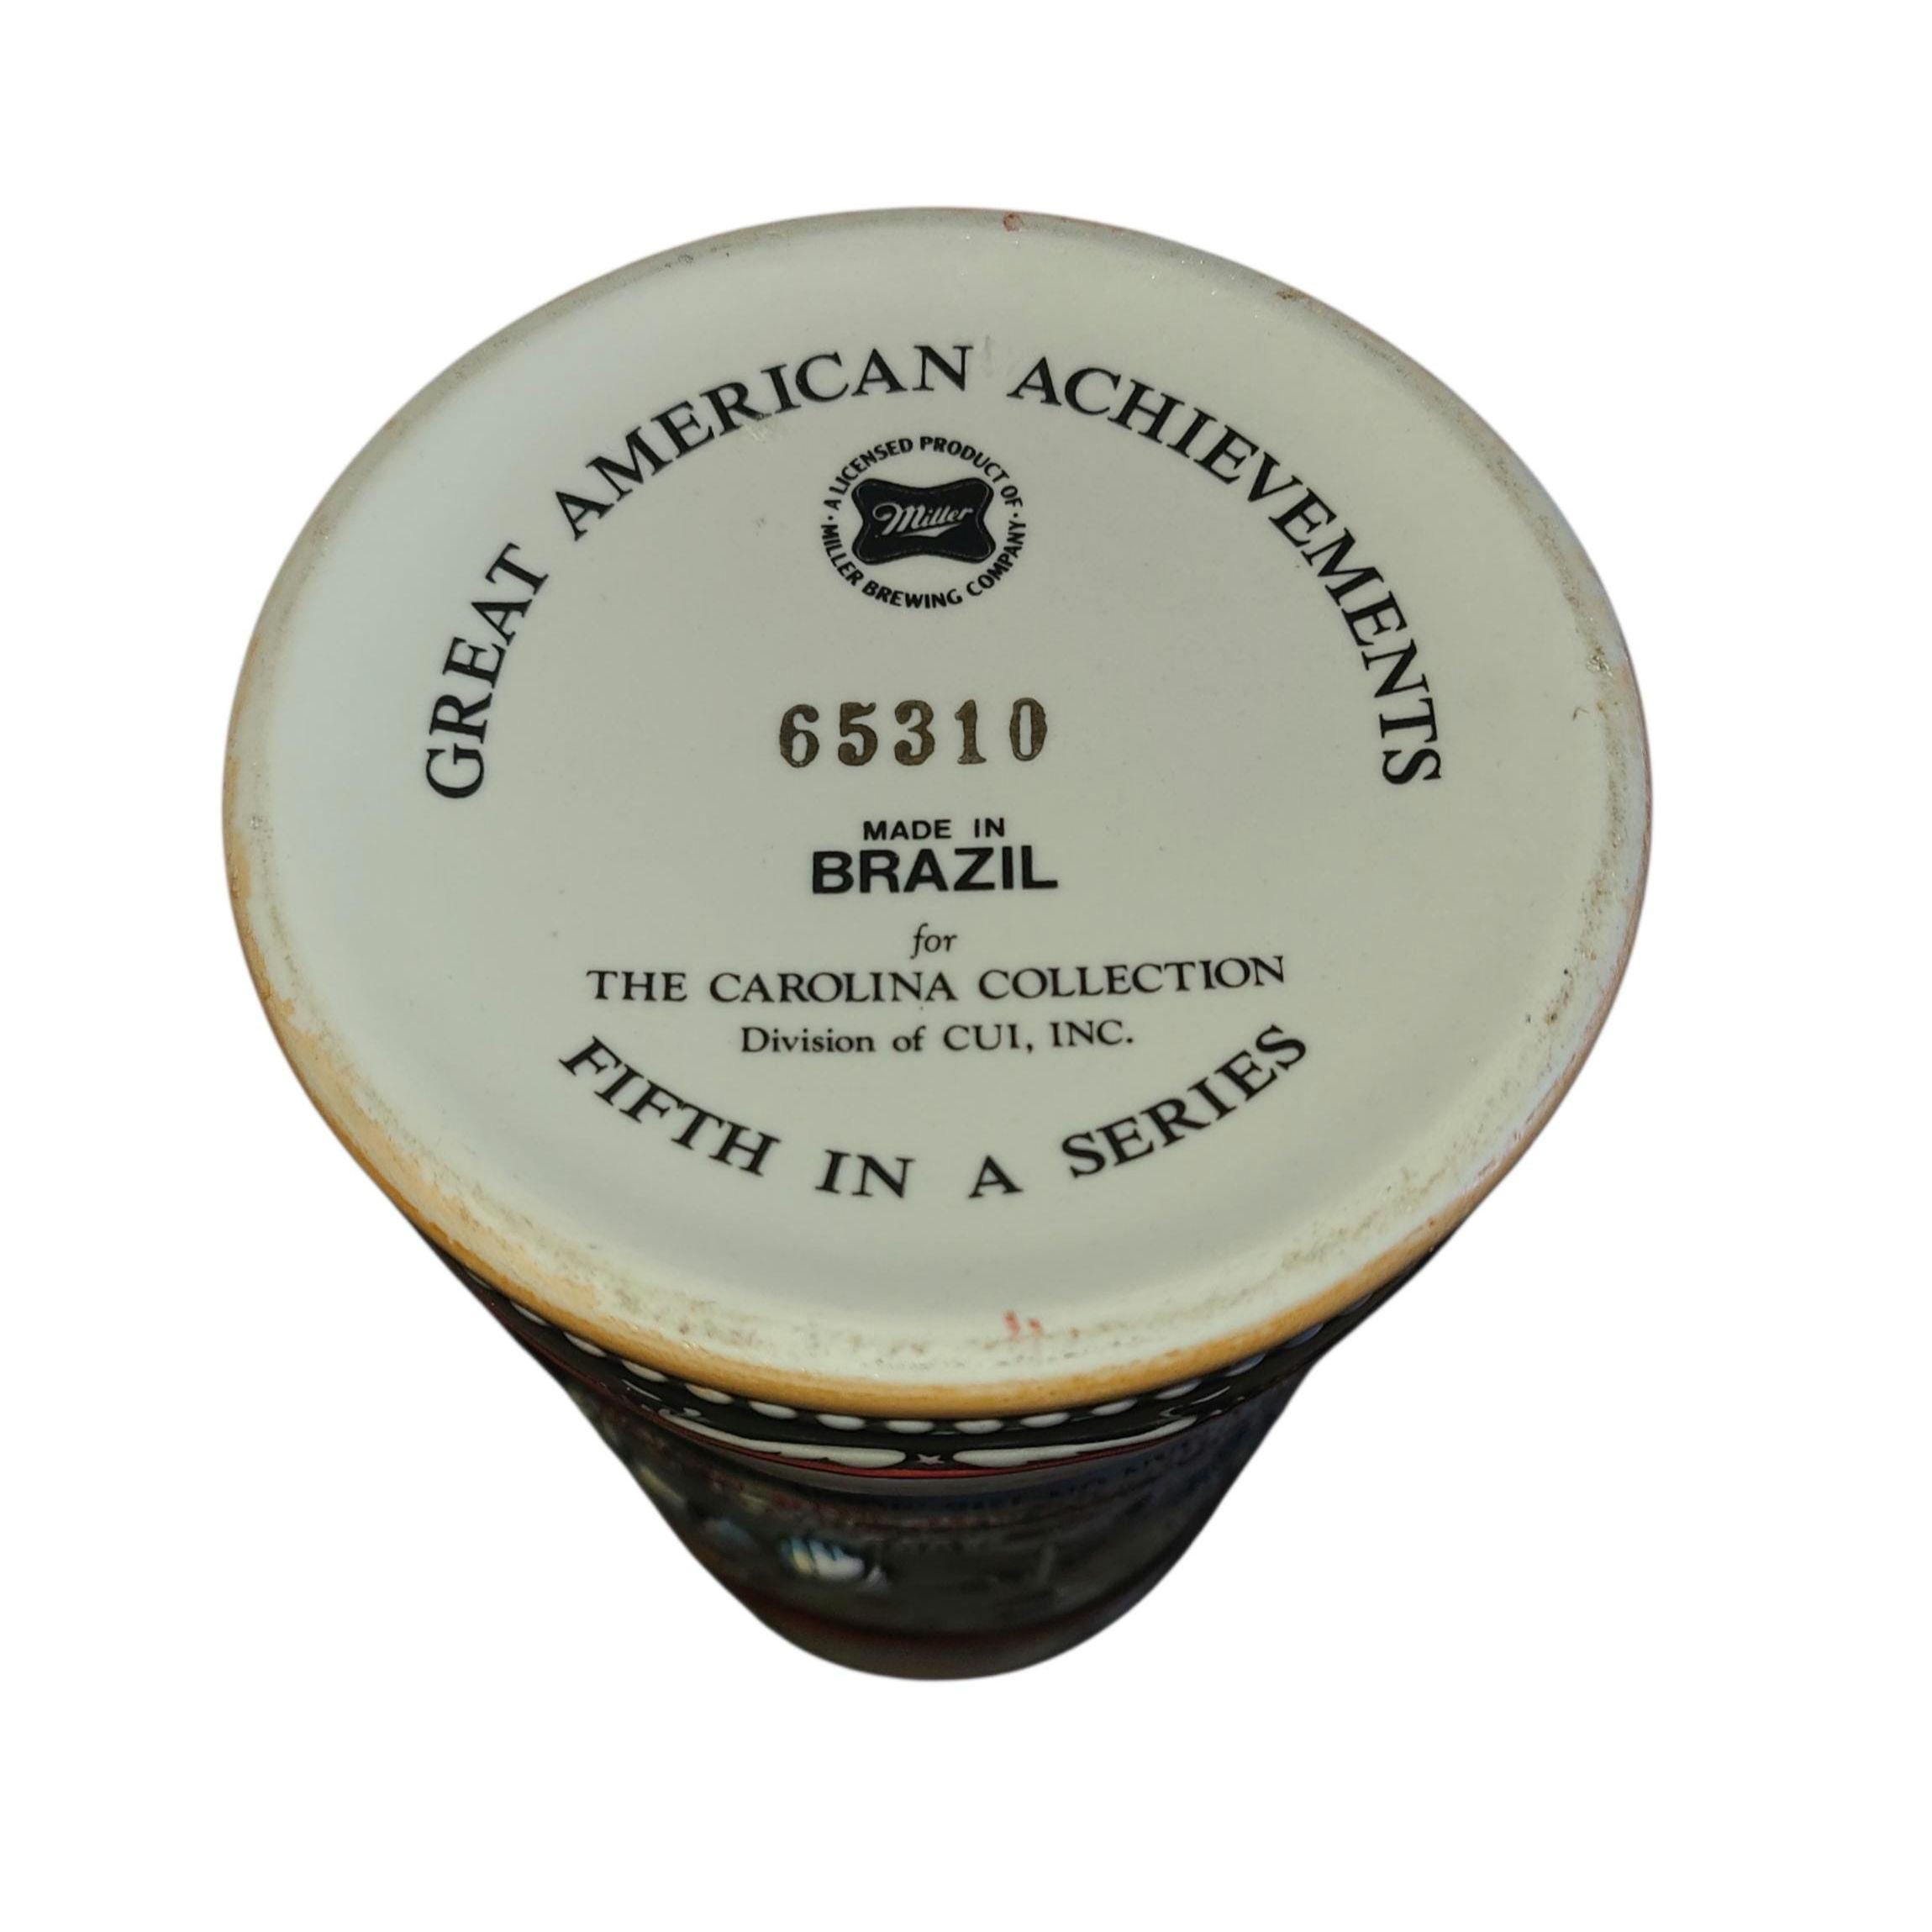 GREAT AMERICAN ACHIEVEMENTS
• A LICENSED PRODUCT OF •
Miller
MILLER BREWING COMPANY
65310
MADE IN
BRAZIL
for
THE CAROLINA COLLECTION
Division of CUI, INC.
FIFTH IN A SERIES